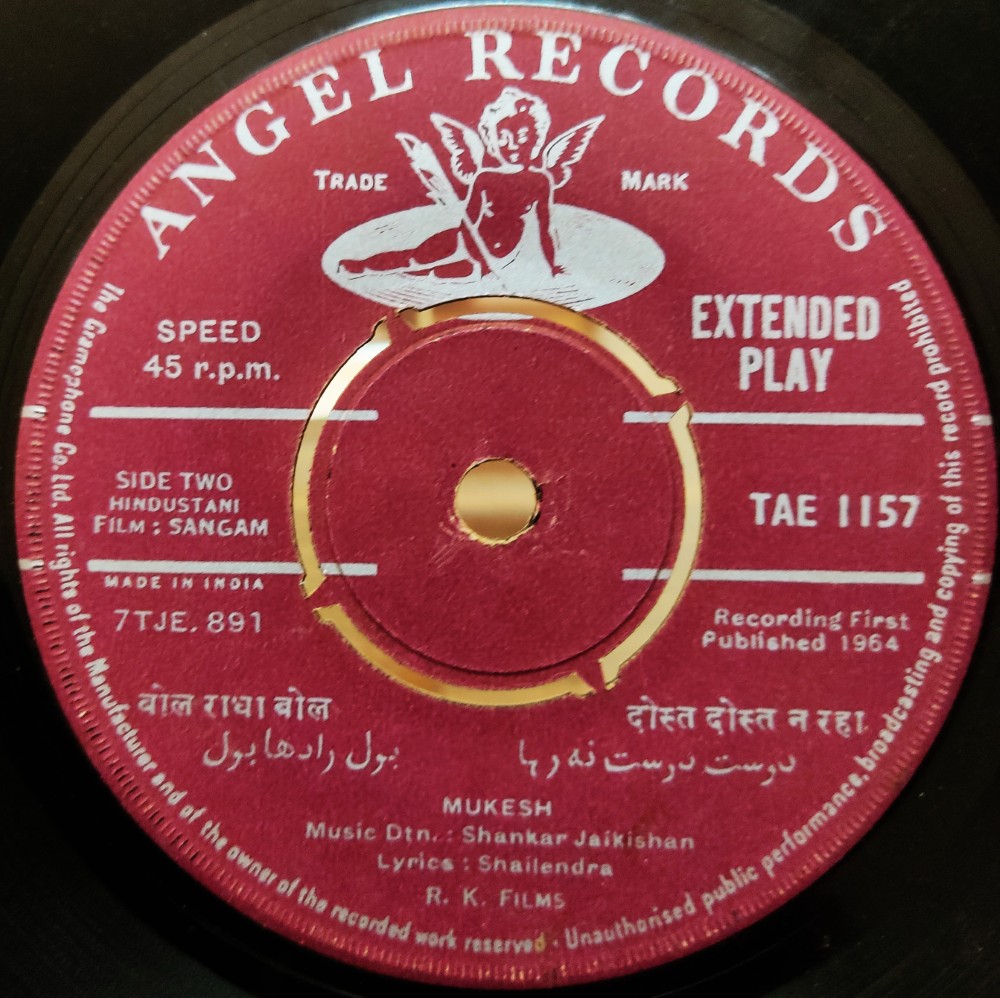 ANGEL RECORDS
TRADE MARK
SPEED
45 r.p.m.
EXTENDED
PLAY
SIDE TWO
HINDUSTANI
FILM : SANGAM
TAE 1157
MADE IN INDIA
7TJE. 891
Recording First
Published 1964
बोल राधा बोल
بول رادھا بول
दोस्त दोस्त न रहा
دوست دوست نہ رہا
MUKESH
Music Dtn. : Shankar Jaikishan
Lyrics : Shailendra
R. K. FILMS
The Gramophone Co. Ltd. All rights of the Manufacturer and of the owner of the recorded work reserved · Unauthorised public performance, broadcasting and copying of this record prohibited